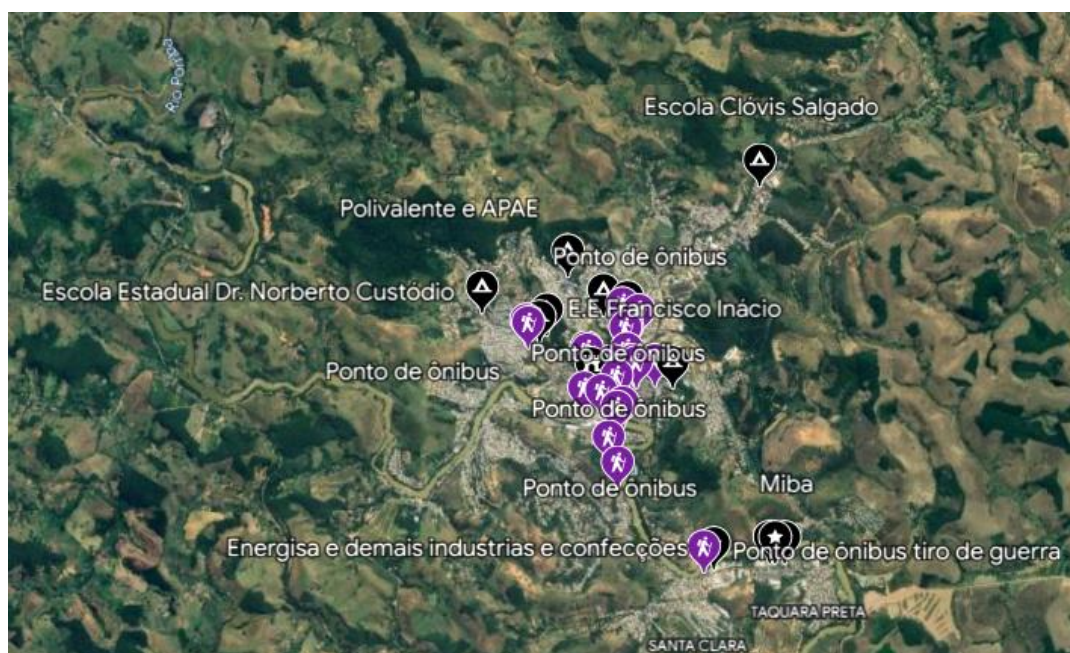 Rio Pomba
Escola Clóvis Salgado
Polivalente e APAE
Ponto de ônibus
Escola Estadual Dr. Norberto Custódio
E.E.Francisco Inácio
Ponto de ônibus
Ponto de ônibus
Ponto de ônibus
Miba
Ponto de ônibus
Energisa e demais industrias e confecções
Ponto de ônibus tiro de guerra
TAQUARA PRETA
SANTA CLARA